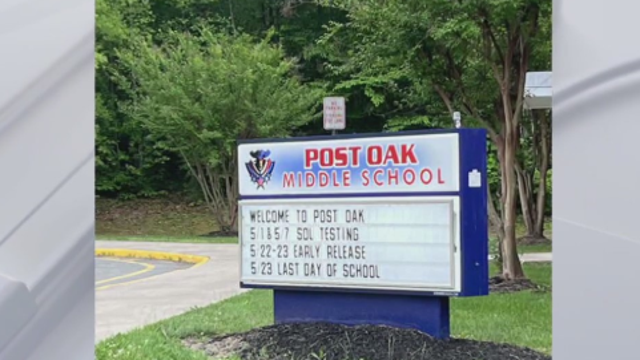 POST OAK
MIDDLE SCHOOL
WELCOME TO POST OAK
5/1&5/7 SOL TESTING
5/22-23 EARLY RELEASE
5/23 LAST DAY OF SCHOOL